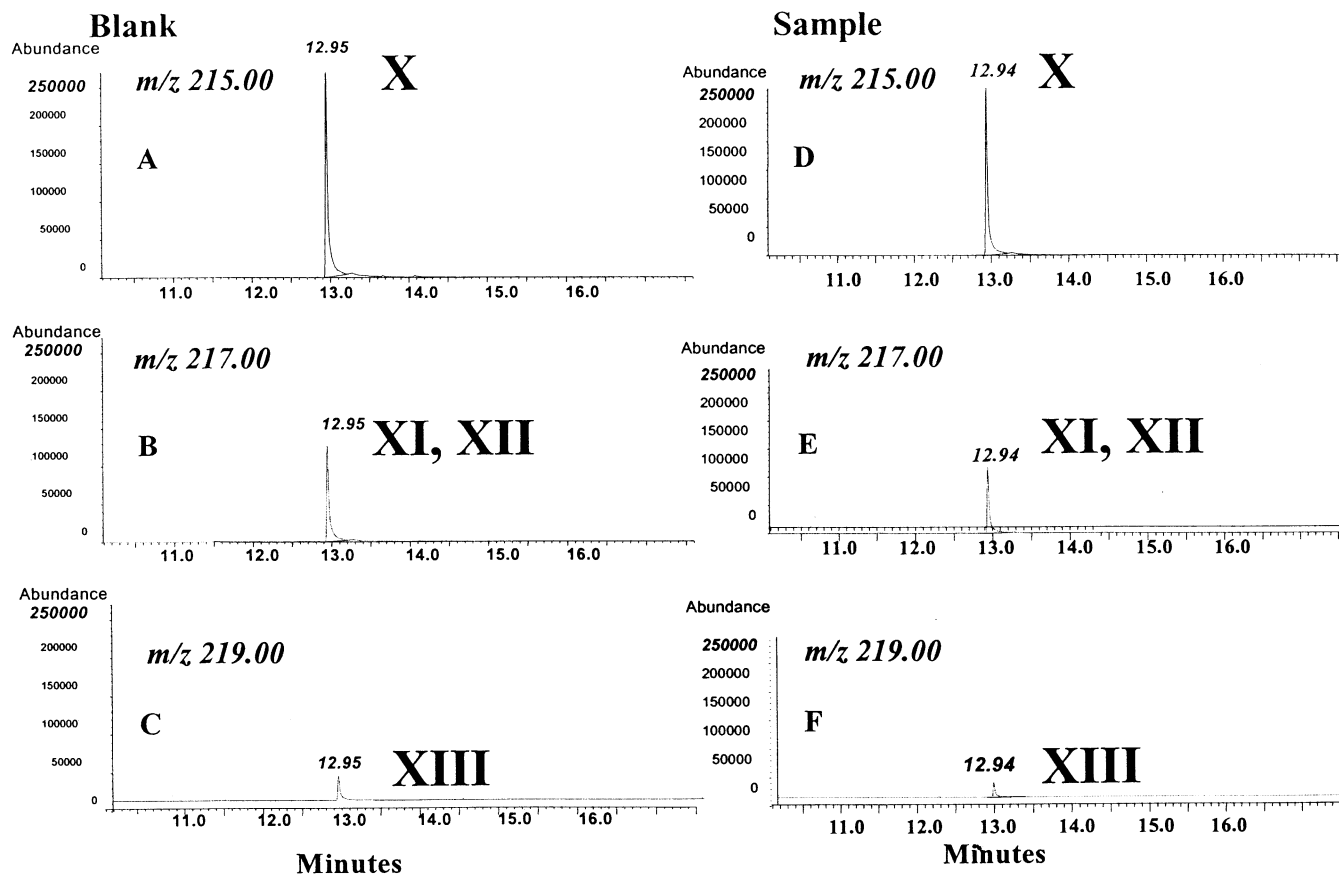 Blank
Abundance
12.95
m/z 215.00
X
250000
200000
150000
A
100000
50000
0
11.0 12.0 13.0 14.0 15.0 16.0
Abundance
250000
m/z 217.00
200000
150000
12.95
XI, XII
B
100000
50000
0
11.0 12.0 13.0 14.0 15.0 16.0
Abundance
250000
m/z 219.00
200000
150000
C
100000
50000
12.95
XIII
0
11.0 12.0 13.0 14.0 15.0 16.0
Minutes
Sample
Abundance
12.94
m/z 215.00
X
250000
200000
150000
D
100000
50000
0
11.0 12.0 13.0 14.0 15.0 16.0
Abundance
250000
m/z 217.00
200000
150000
E
12.94
XI, XII
100000
50000
0
11.0 12.0 13.0 14.0 15.0 16.0
Abundance
250000
m/z 219.00
200000
150000
F
100000
50000
12.94
XIII
0
11.0 12.0 13.0 14.0 15.0 16.0
Minutes